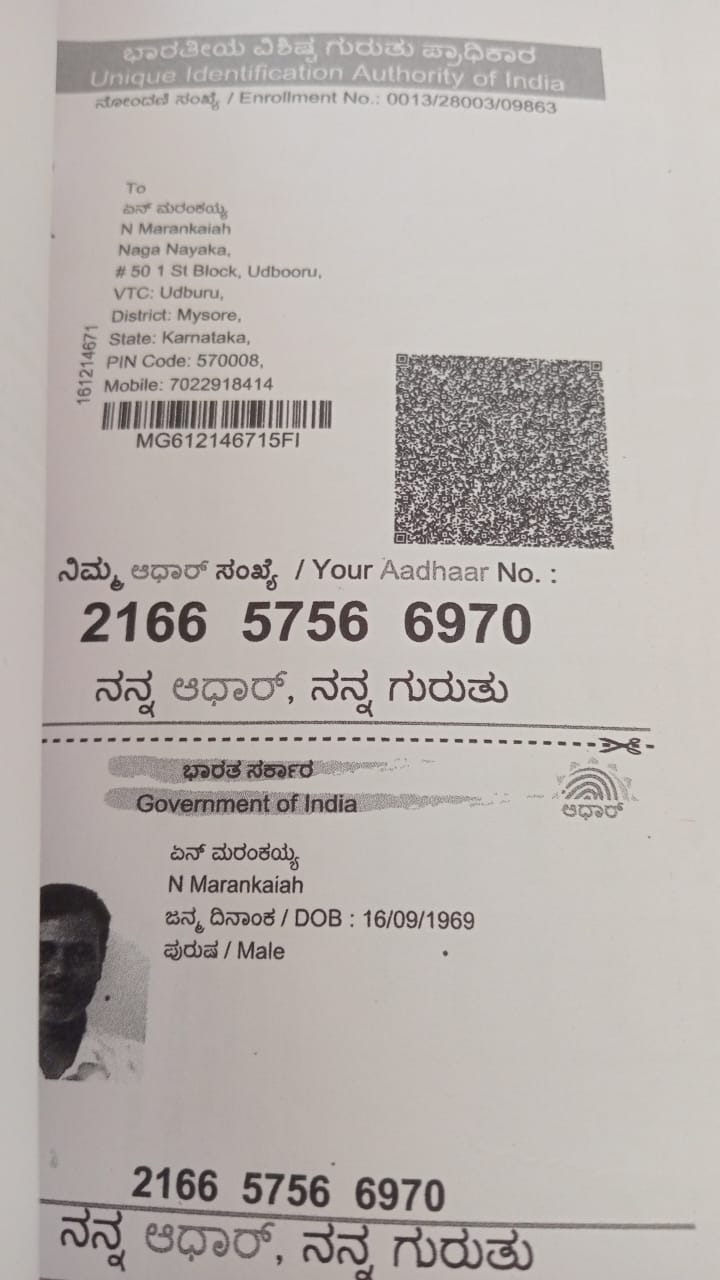 ಭಾರತೀಯ ವಿಶಿಷ್ಟ ಗುರುತು ಪ್ರಾಧಿಕಾರ
Unique Identification Authority of India
ನೋಂದಣಿ ಸಂಖ್ಯೆ / Enrollment No.: 0013/28003/09863
To
ಏನ್ ಮರಂಕಯ್ಯ
N Marankaiah
Naga Nayaka,
# 50 1 St Block, Udbooru,
VTC: Udburu,
District: Mysore,
State: Karnataka,
PIN Code: 570008,
Mobile: 7022918414
161214671
MG612146715FI
ನಿಮ್ಮ ಆಧಾರ್ ಸಂಖ್ಯೆ / Your Aadhaar No. :
2166 5756 6970
ನನ್ನ ಆಧಾರ್, ನನ್ನ ಗುರುತು
ಭಾರತ ಸರ್ಕಾರ
Government of India
ಆಧಾರ್
ಏನ್ ಮರಂಕಯ್ಯ
N Marankaiah
ಜನ್ಮ ದಿನಾಂಕ / DOB : 16/09/1969
ಪುರುಷ / Male
2166 5756 6970
ನನ್ನ ಆಧಾರ್, ನನ್ನ ಗುರುತು